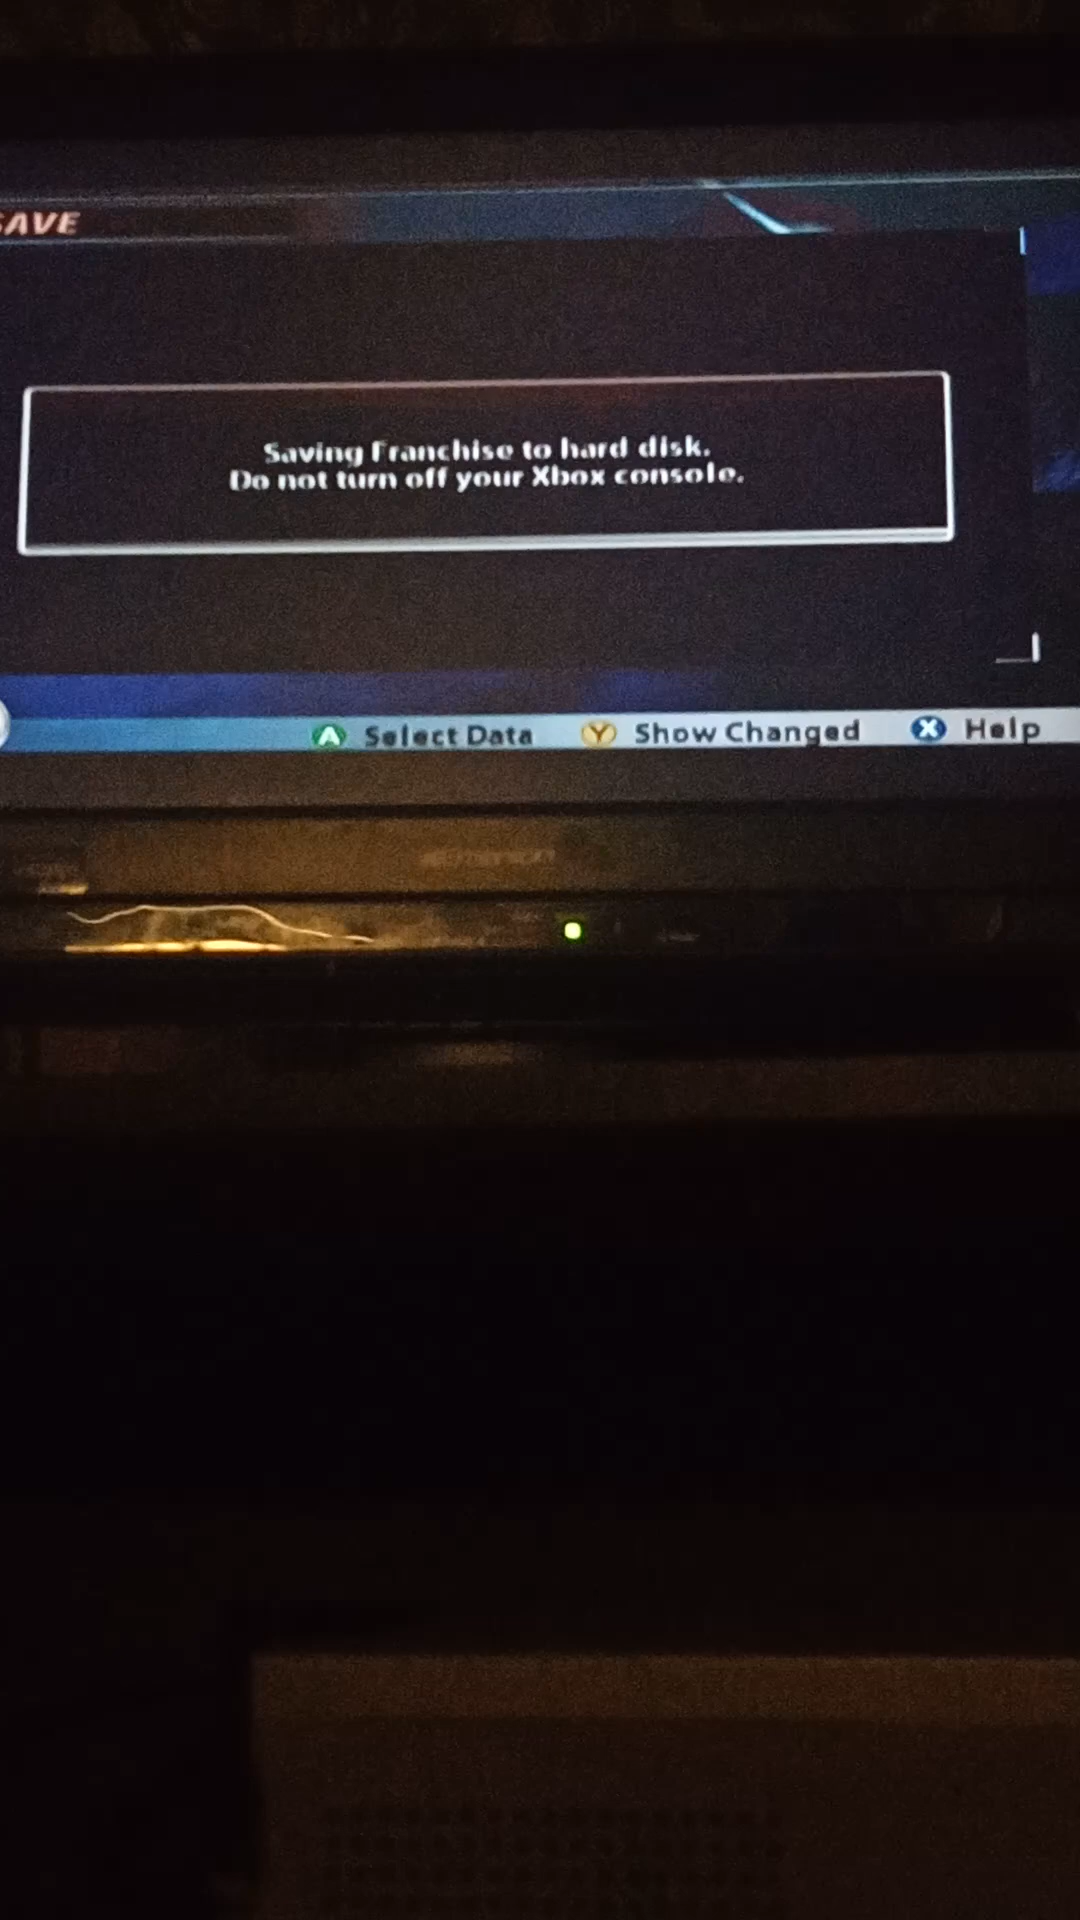 SAVE
Saving Franchise to hard disk.
Do not turn off your Xbox console.
A Select Data Y Show Changed X Help